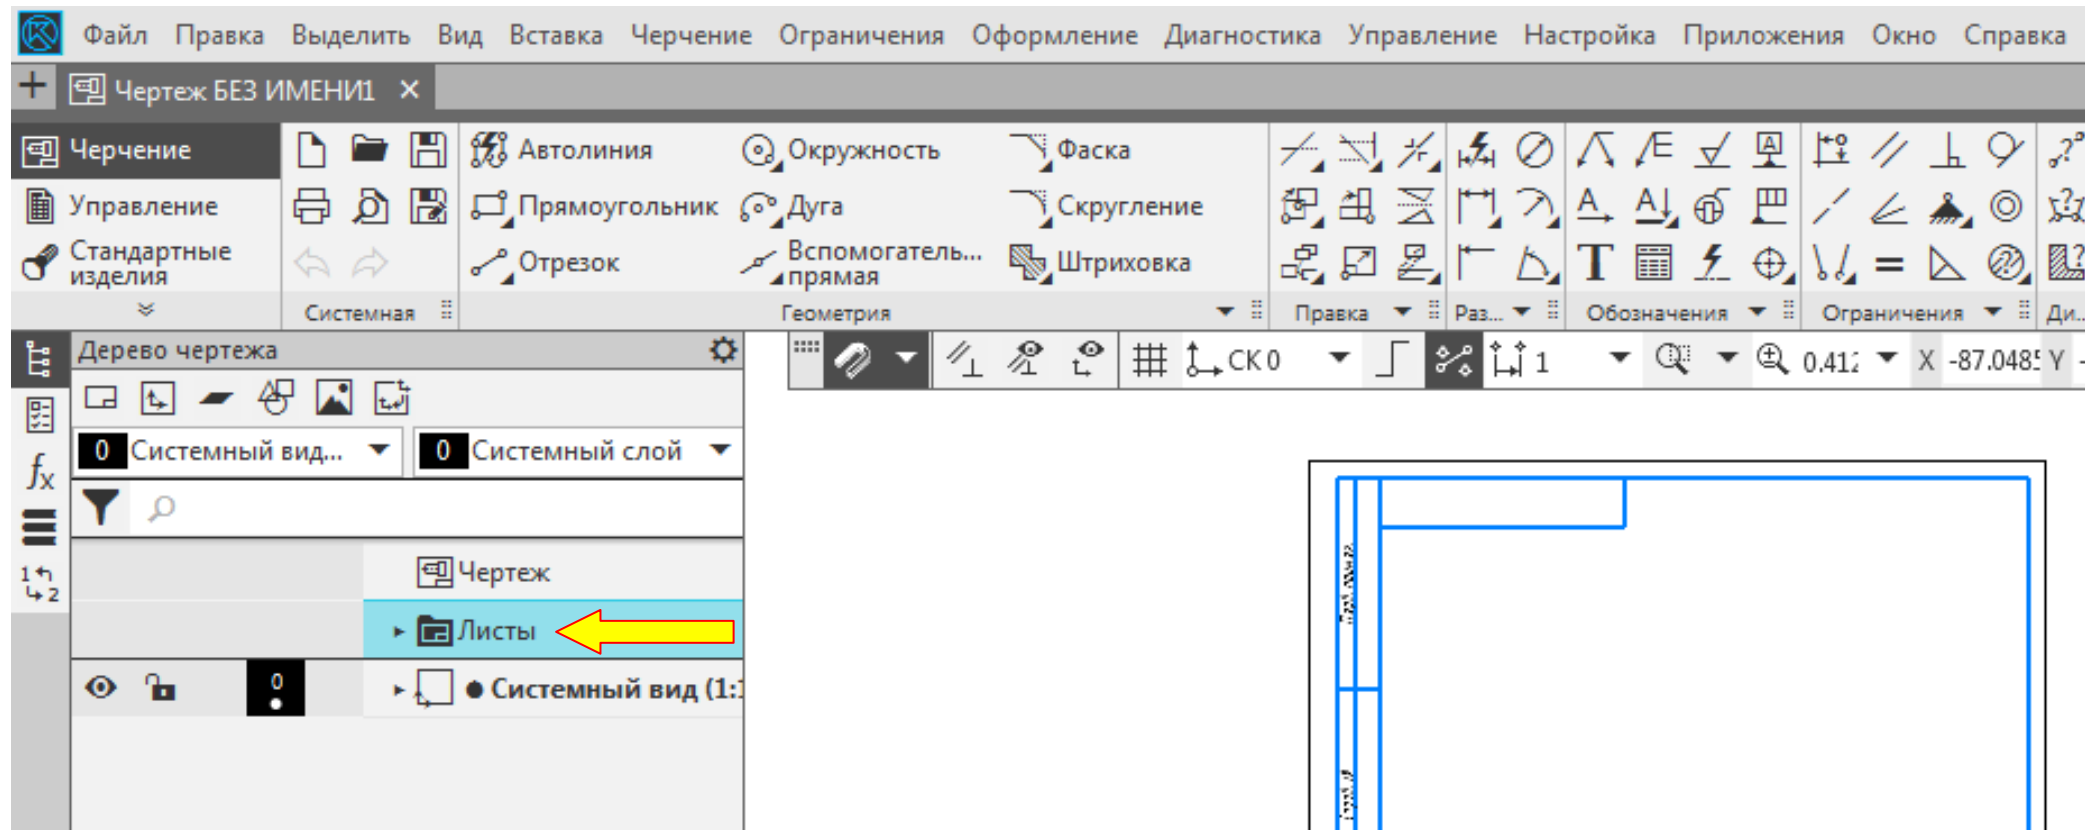 Файл Правка Выделить Вид Вставка Черчение Ограничения Оформление Диагностика Управление Настройка Приложения Окно Справка
Чертеж БЕЗ ИМЕНИ1
Черчение
Управление
Стандартные
изделия
Системная
Автолиния
Прямоугольник
Отрезок
Окружность
Дуга
Вспомогатель...
прямая
Фаска
Скругление
Штриховка
Геометрия
Правка
Раз...
Обозначения
Ограничения
Ди...
Дерево чертежа
СК 0
1
0.412
X -87.0485 Y -
0 Системный вид...
0 Системный слой
Чертеж
Листы
0
Системный вид (1:1